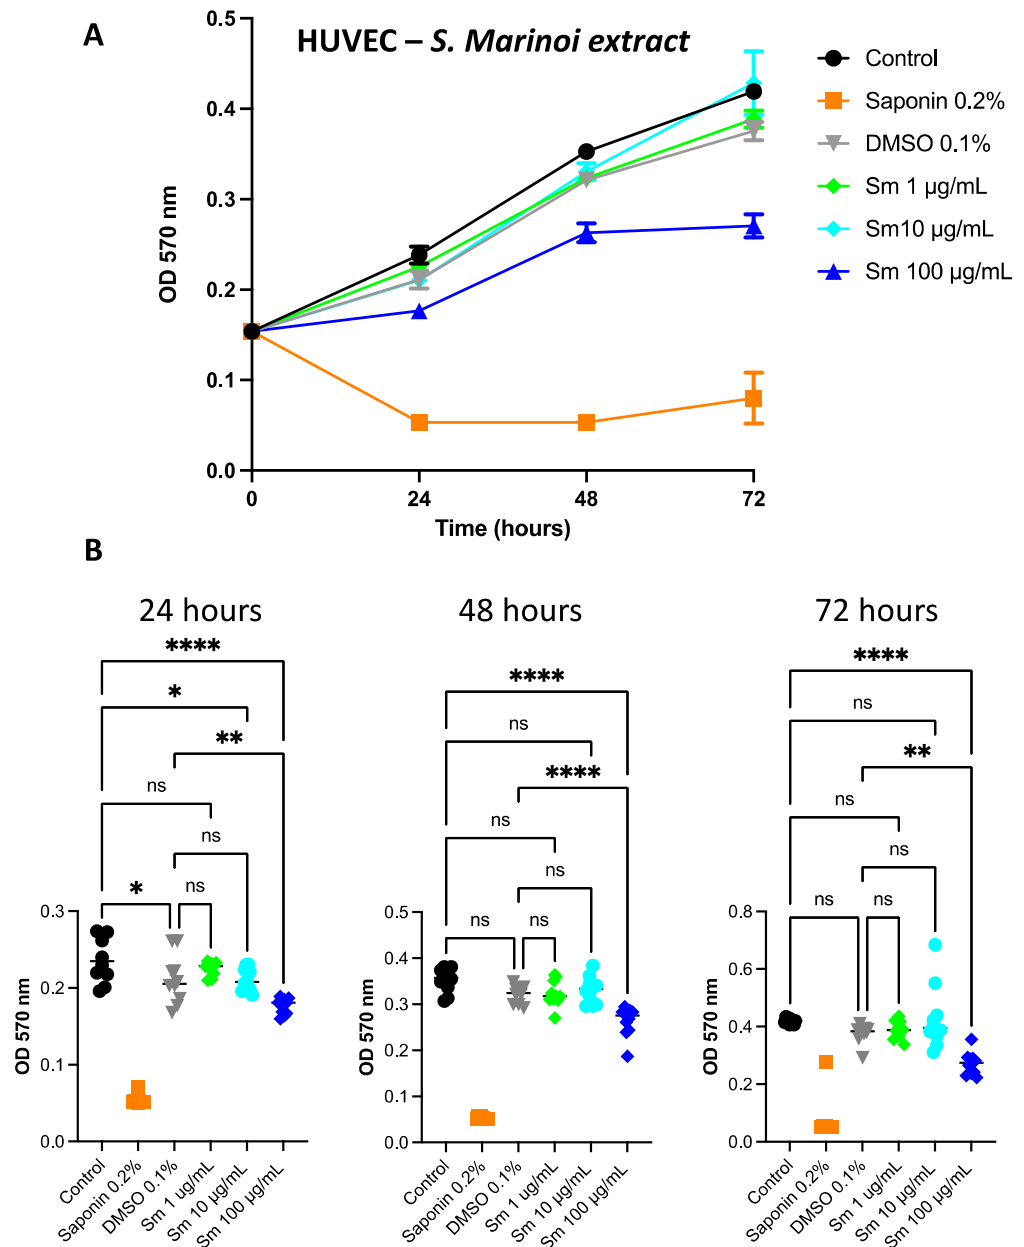 A
HUVEC – S. Marinoi extract
0.5
0.4
0.3
0.2
0.1
0.0
OD 570 nm
0
24
48
72
Time (hours)
Control
Saponin 0.2%
DMSO 0.1%
Sm 1 µg/mL
Sm10 µg/mL
Sm 100 µg/mL
B
24 hours
****
*
**
ns
ns
*
ns
0.3
0.2
0.1
0.0
OD 570 nm
Control
Saponin 0.2%
DMSO 0.1%
Sm 1 ug/mL
Sm 10 µg/mL
Sm 100 µg/mL
48 hours
****
ns
****
ns
ns
ns
ns
0.5
0.4
0.3
0.2
0.1
0.0
OD 570 nm
Control
Saponin 0.2%
DMSO 0.1%
Sm 1 ug/mL
Sm 10 µg/mL
Sm 100 µg/mL
72 hours
****
ns
**
ns
ns
ns
ns
0.8
0.6
0.4
0.2
0.0
OD 570 nm
Control
Saponin 0.2%
DMSO 0.1%
Sm 1 ug/mL
Sm 10 µg/mL
Sm 100 µg/mL